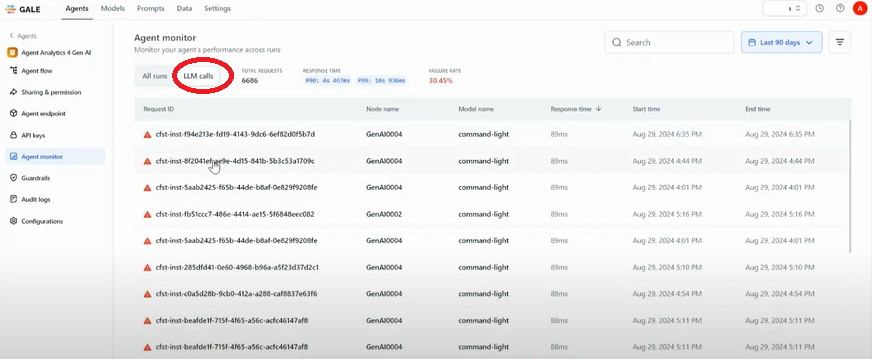 GALE Agents Models Prompts Data Settings 1 A
Agents
Agent Analytics 4 Gen AI
Agent flow
Sharing & permission
Agent endpoint
API keys
Agent monitor
Guardrails
Audit logs
Configurations
Agent monitor
Monitor your agent's performance across runs
Search
Last 90 days
All runs LLM calls
TOTAL REQUESTS
6686
RESPONSE TIME
P90: 4s 467ms P99: 10s 936ms
FAILURE RATE
30.45%
Request ID Node name Model name Response time Start time End time
cfst-inst-f94e213e-fd19-4143-9dc6-6ef82d0f5b7d GenAI0004 command-light 89ms Aug 29, 2024 6:35 PM Aug 29, 2024 6:35 PM
cfst-inst-8f2041ef-ae9e-4d15-841b-5b3c53a1709c GenAI0004 command-light 89ms Aug 29, 2024 4:44 PM Aug 29, 2024 4:44 PM
cfst-inst-5aab2425-f65b-44de-b8af-0e829f9208fe GenAI0004 command-light 89ms Aug 29, 2024 4:01 PM Aug 29, 2024 4:01 PM
cfst-inst-fb51ccc7-486e-4414-ae15-5f6848eec082 GenAI0002 command-light 89ms Aug 29, 2024 5:16 PM Aug 29, 2024 5:16 PM
cfst-inst-5aab2425-f65b-44de-b8af-0e829f9208fe GenAI0004 command-light 89ms Aug 29, 2024 4:01 PM Aug 29, 2024 4:01 PM
cfst-inst-285dfd41-0e60-4968-b96a-a5f23d37d2c1 GenAI0004 command-light 89ms Aug 29, 2024 5:10 PM Aug 29, 2024 5:10 PM
cfst-inst-c0a5d28b-9cb0-412a-a288-caf8837e63f6 GenAI0004 command-light 88ms Aug 29, 2024 4:54 PM Aug 29, 2024 4:54 PM
cfst-inst-beafde1f-715f-4f65-a56c-acfc46147af8 GenAI0004 command-light 88ms Aug 29, 2024 5:11 PM Aug 29, 2024 5:11 PM
cfst-inst-beafde1f-715f-4f65-a56c-acfc46147af8 GenAI0004 command-light 88ms Aug 29, 2024 5:11 PM Aug 29, 2024 5:11 PM